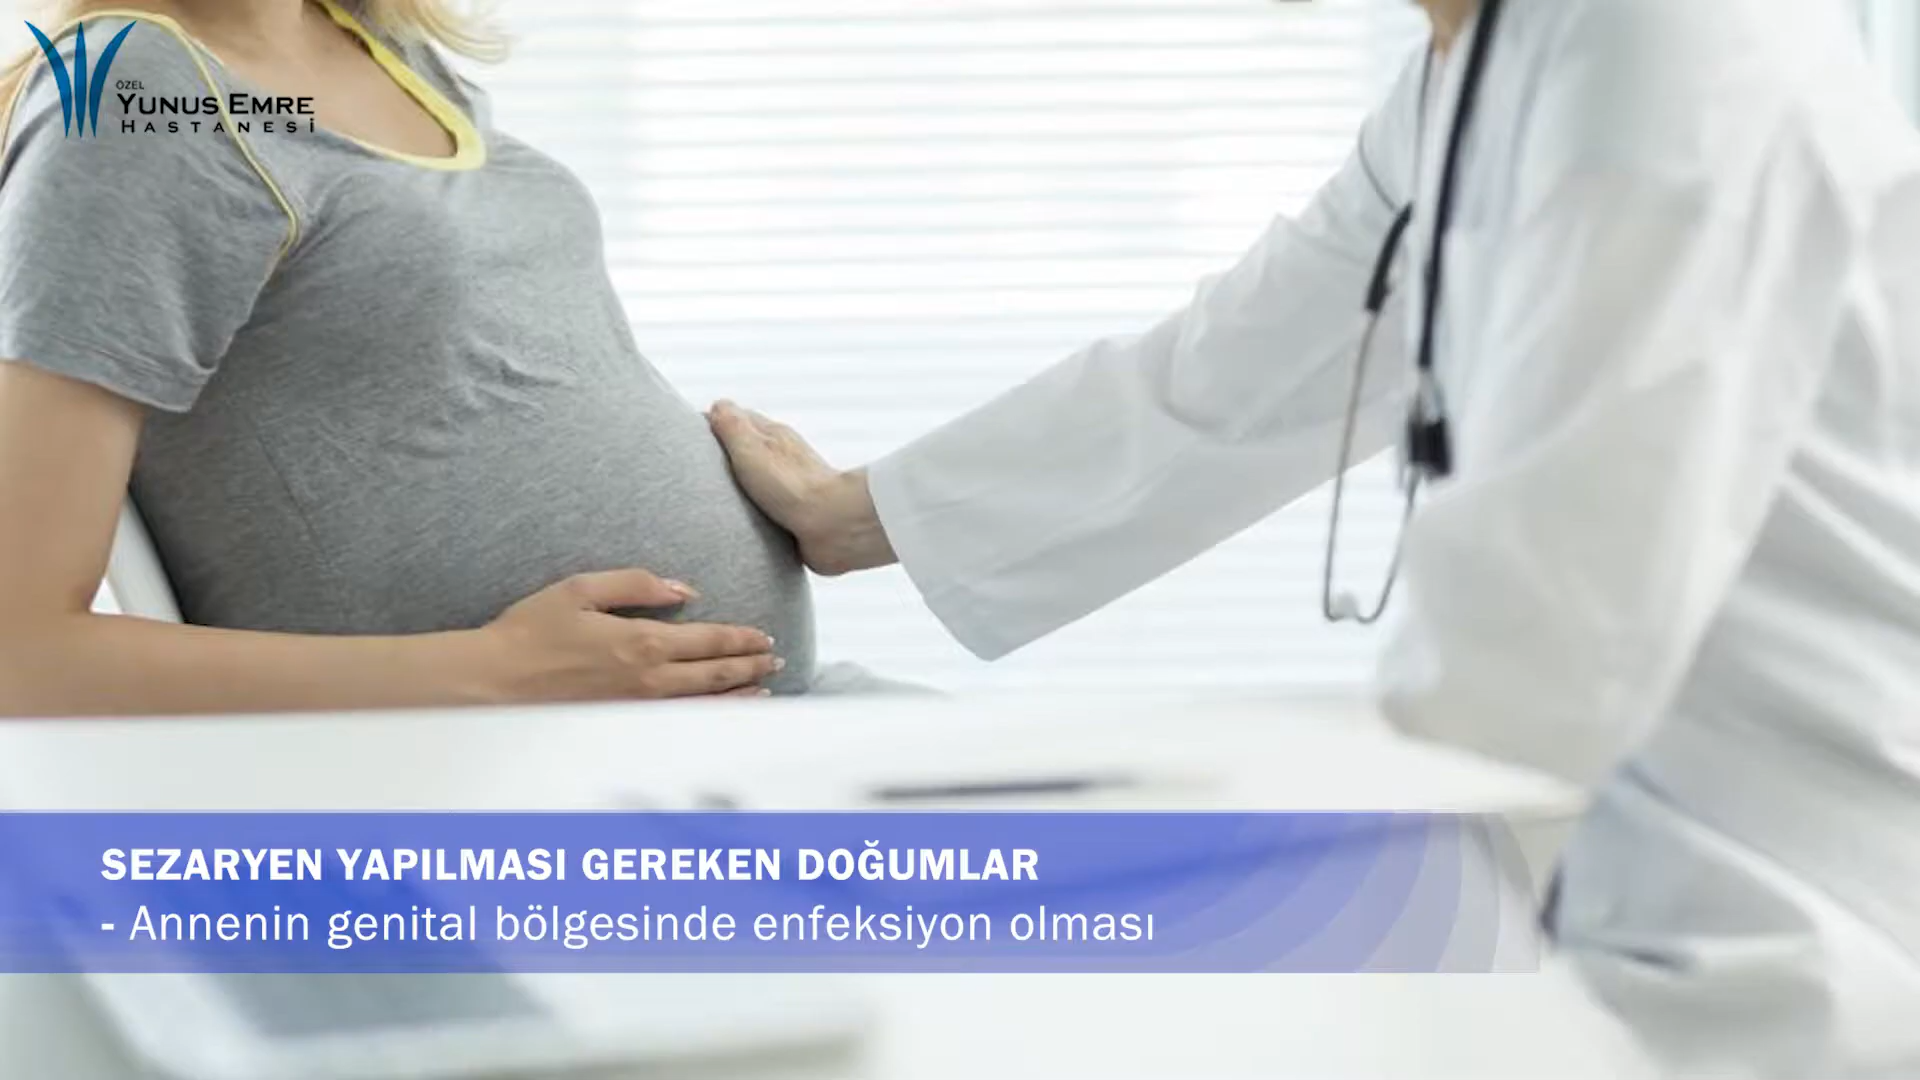 ÖZEL
YUNUS EMRE
HASTANESİ
SEZARYEN YAPILMASI GEREKEN DOĞUMLAR
- Annenin genital bölgesinde enfeksiyon olması